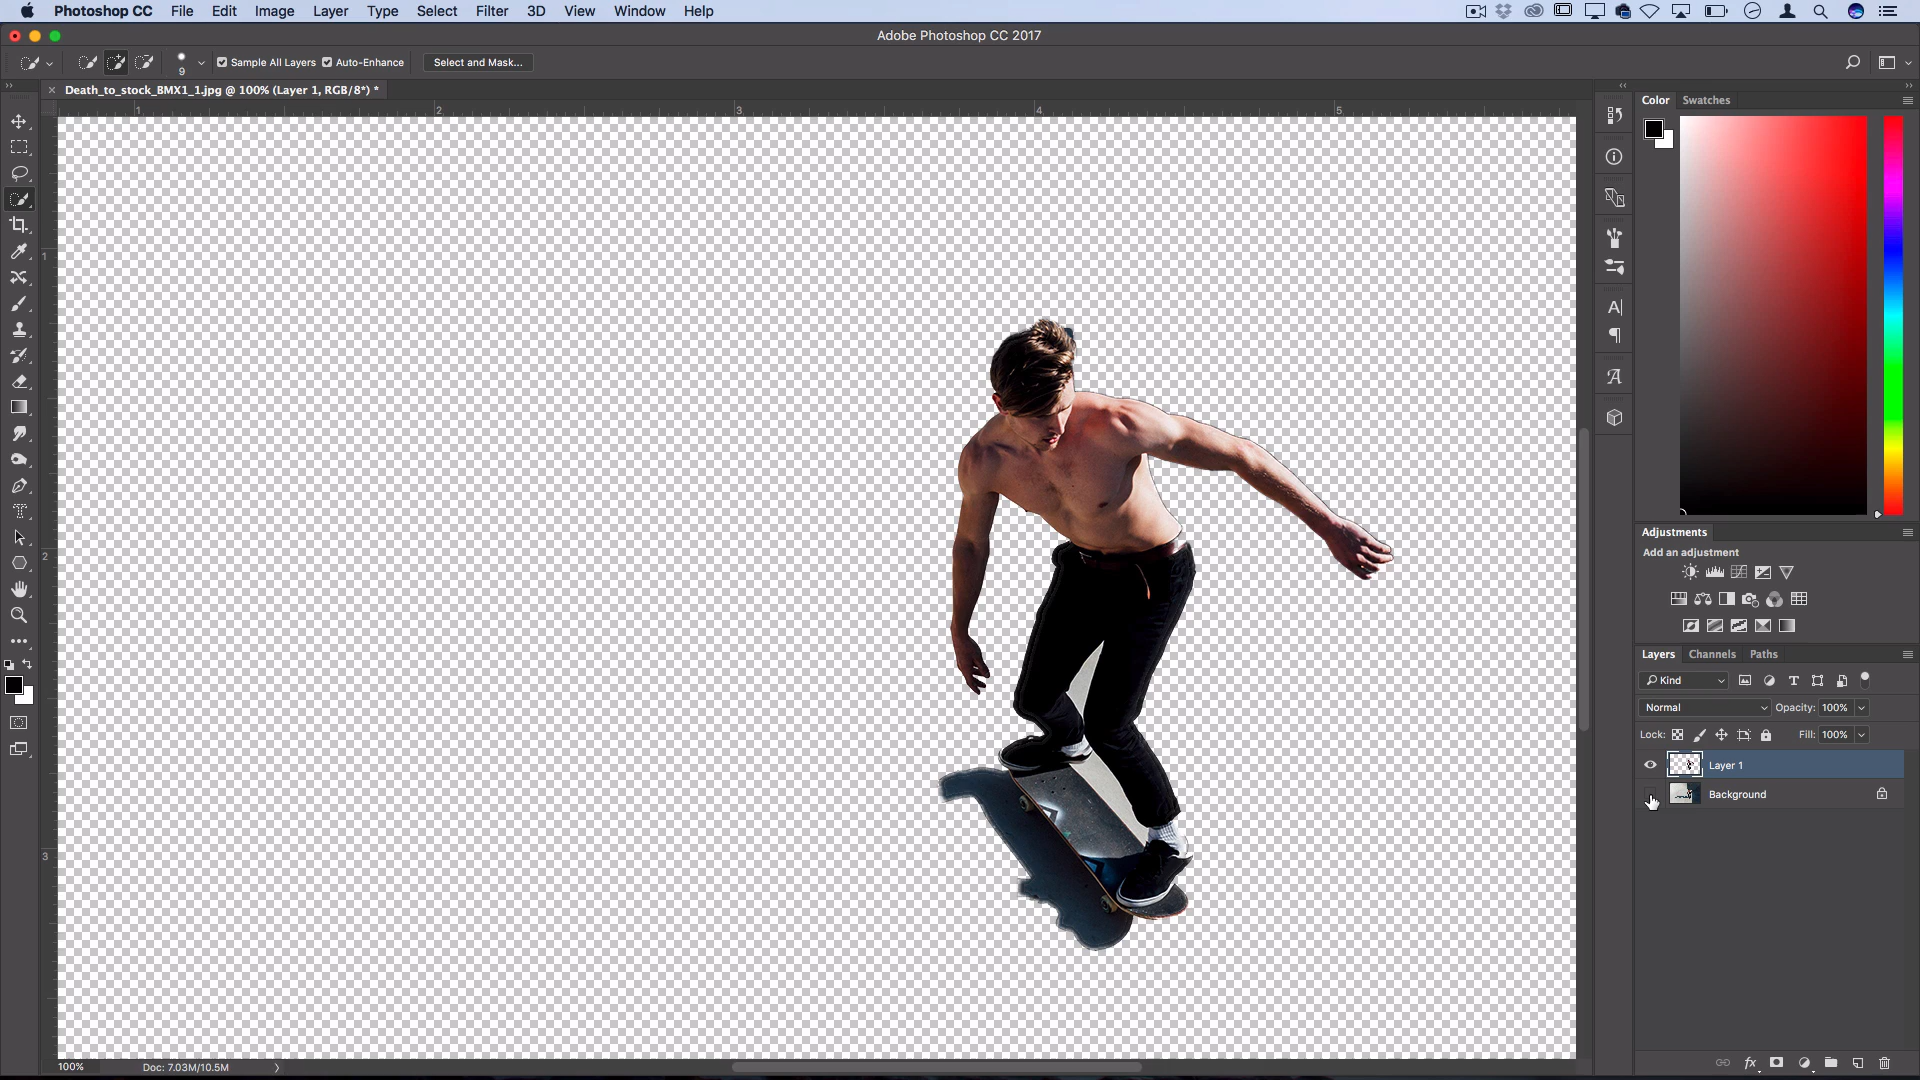 Photoshop CC File Edit Image Layer Type Select Filter 3D View Window Help
Adobe Photoshop CC 2017
9 Sample All Layers Auto-Enhance Select and Mask...
Death_to_stock_BMX1_1.jpg @ 100% (Layer 1, RGB/8*) *
1 2 3 4 5
1
2
3
Color Swatches
Adjustments
Add an adjustment
Layers Channels Paths
Kind
Normal Opacity: 100%
Lock: Fill: 100%
Layer 1
Background
fx
100% Doc: 7.03M/10.5M